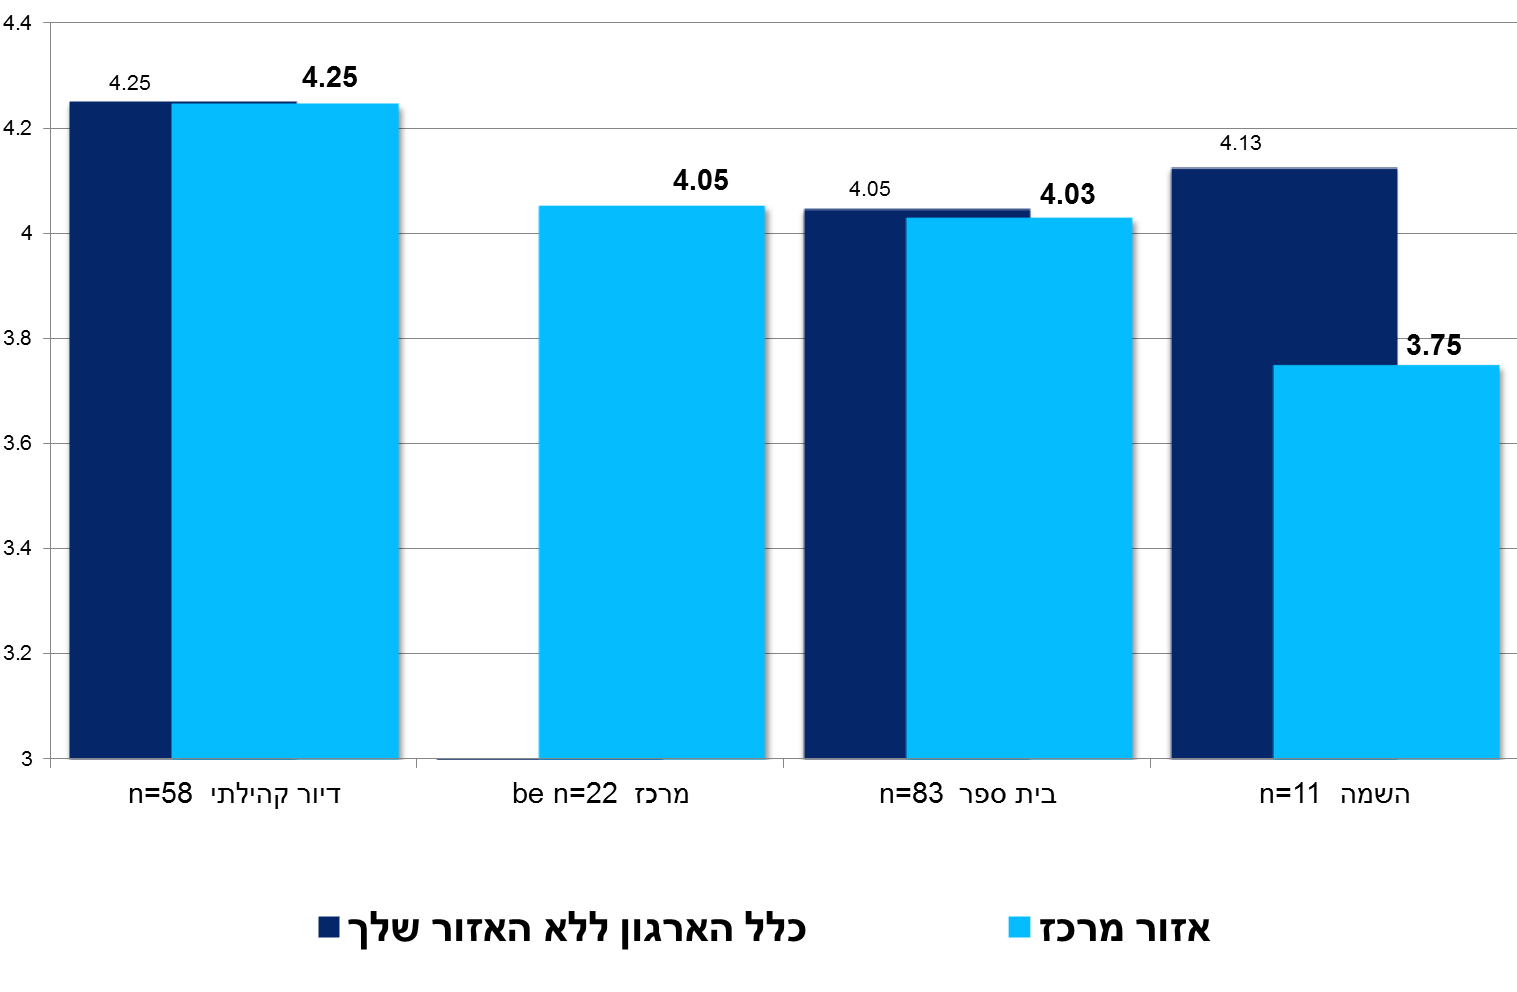 4.4
4.2
4
3.8
3.6
3.4
3.2
3
4.25
4.25
4.05
4.05
4.03
4.13
3.75
דיור קהילתי n=58
מרכז be n=22
בית ספר n=83
השמה n=11
כלל הארגון ללא האזור שלך
אזור מרכז